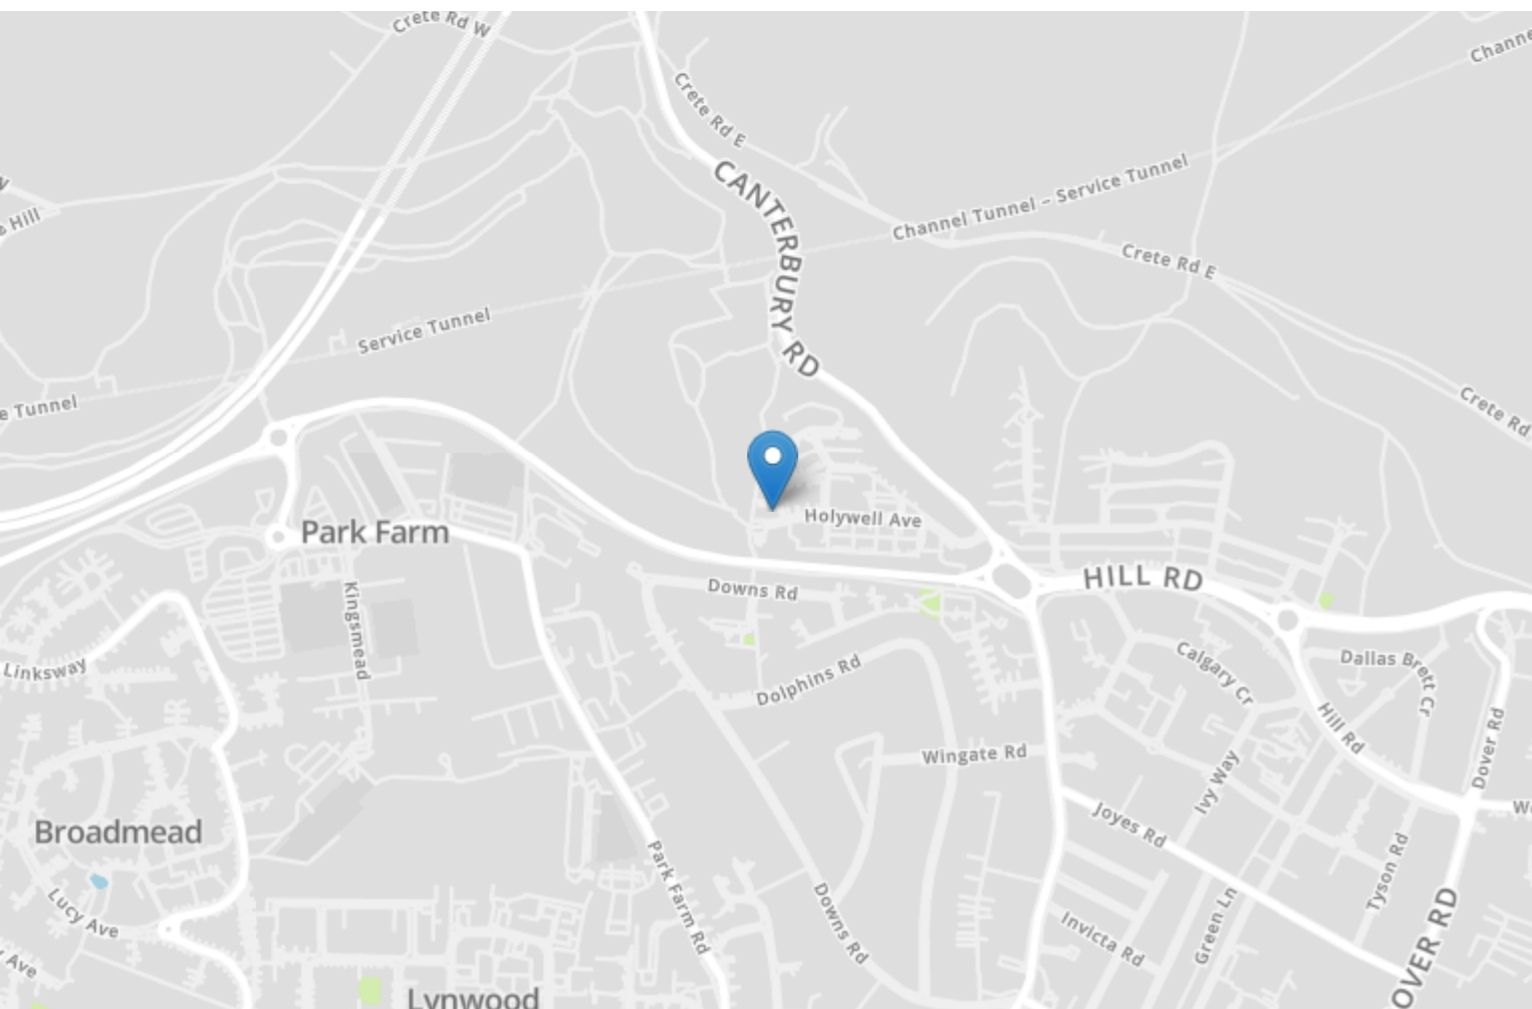 Crete Rd W
Channe
Crete Rd E
CANTERBURY RD
Channel Tunnel – Service Tunnel
e Hill
Crete Rd E
Service Tunnel
e Tunnel
Crete Rd
Holywell Ave
Park Farm
HILL RD
Downs Rd
Kingsmead
Linksway
Dolphins Rd
Calgary Cr
Dallas Brett Cr
Hill Rd
Dover Rd
Wingate Rd
Ivy Way
Joyes Rd
Broadmead
Tyson Rd
Park Farm Rd
Lucy Ave
Downs Rd
Invicta Rd
Green Ln
OVER RD
Ave
Lynwood